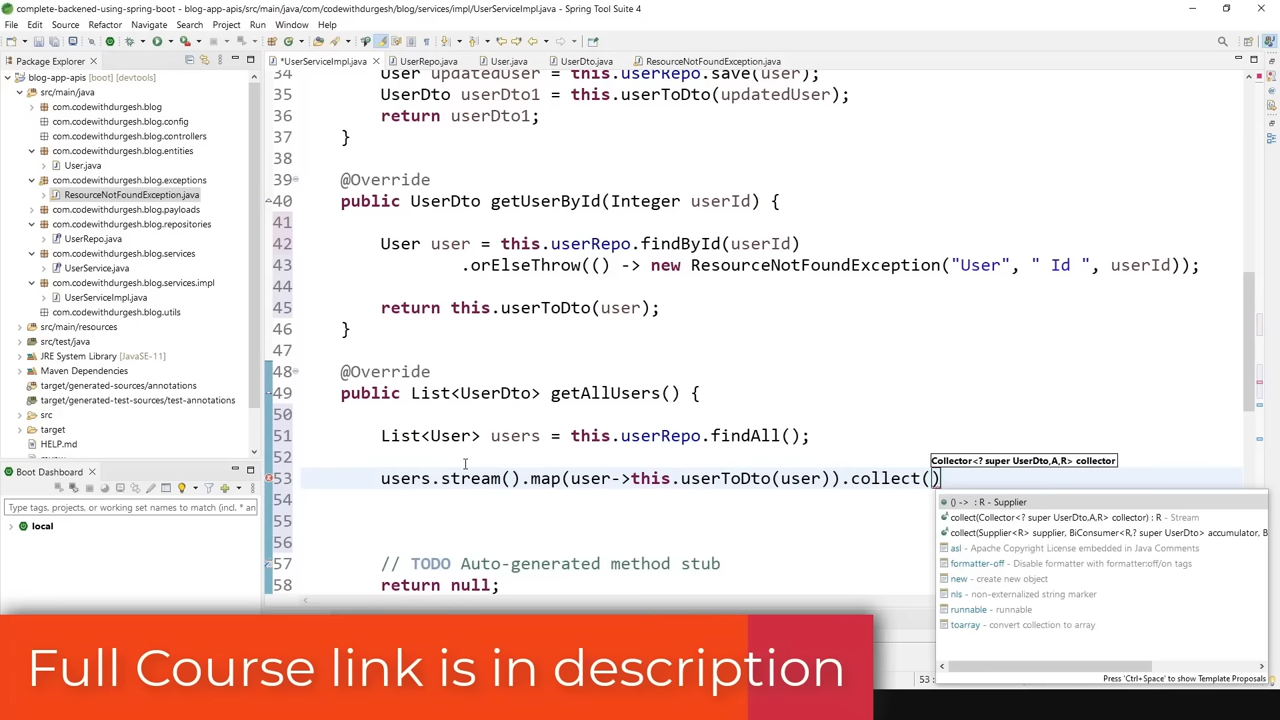 complete-backened-using-spring-boot - blog-app-apis/src/main/java/com/codewithdurgesh/blog/services/impl/UserServiceImpl.java - Spring Tool Suite 4
File Edit Source Refactor Navigate Search Project Run Window Help
Package Explorer
blog-app-apis [boot] [devtools]
src/main/java
com.codewithdurgesh.blog
com.codewithdurgesh.blog.config
com.codewithdurgesh.blog.controllers
com.codewithdurgesh.blog.entities
User.java
com.codewithdurgesh.blog.exceptions
ResourceNotFoundException.java
com.codewithdurgesh.blog.payloads
com.codewithdurgesh.blog.repositories
UserRepo.java
com.codewithdurgesh.blog.services
UserService.java
com.codewithdurgesh.blog.services.impl
UserServiceImpl.java
com.codewithdurgesh.blog.utils
src/main/resources
src/test/java
JRE System Library [JavaSE-11]
Maven Dependencies
target/generated-sources/annotations
target/generated-test-sources/test-annotations
src
target
HELP.md
Boot Dashboard
Type tags, projects, or working set names to match (incl. * an
local
*UserServiceImpl.java UserRepo.java User.java UserDto.java ResourceNotFoundException.java
34 User updatedUser = this.userRepo.save(user);
35 UserDto userDto1 = this.userToDto(updatedUser);
36 return userDto1;
37 }
38
39 @Override
40 public UserDto getUserById(Integer userId) {
41
42 User user = this.userRepo.findById(userId)
43 .orElseThrow(() -> new ResourceNotFoundException("User", " Id ", userId));
44
45 return this.userToDto(user);
46 }
47
48 @Override
49 public List<UserDto> getAllUsers() {
50
51 List<User> users = this.userRepo.findAll();
52
53 users.stream().map(user->this.userToDto(user)).collect()
54
55
56
57 // TODO Auto-generated method stub
58 return null;
Collector<? super UserDto,A,R> collector
() -> : R - Supplier
collect(Collector<? super UserDto,A,R> collector) : R - Stream
collect(Supplier<R> supplier, BiConsumer<R,? super UserDto> accumulator, B
asl - Apache Copyright License embedded in Java Comments
formatter-off - Disable formatter with formatter:off/on tags
new - create new object
nls - non-externalized string marker
runnable - runnable
toarray - convert collection to array
Press 'Ctrl+Space' to show Template Proposals
53 :
Full Course link is in description